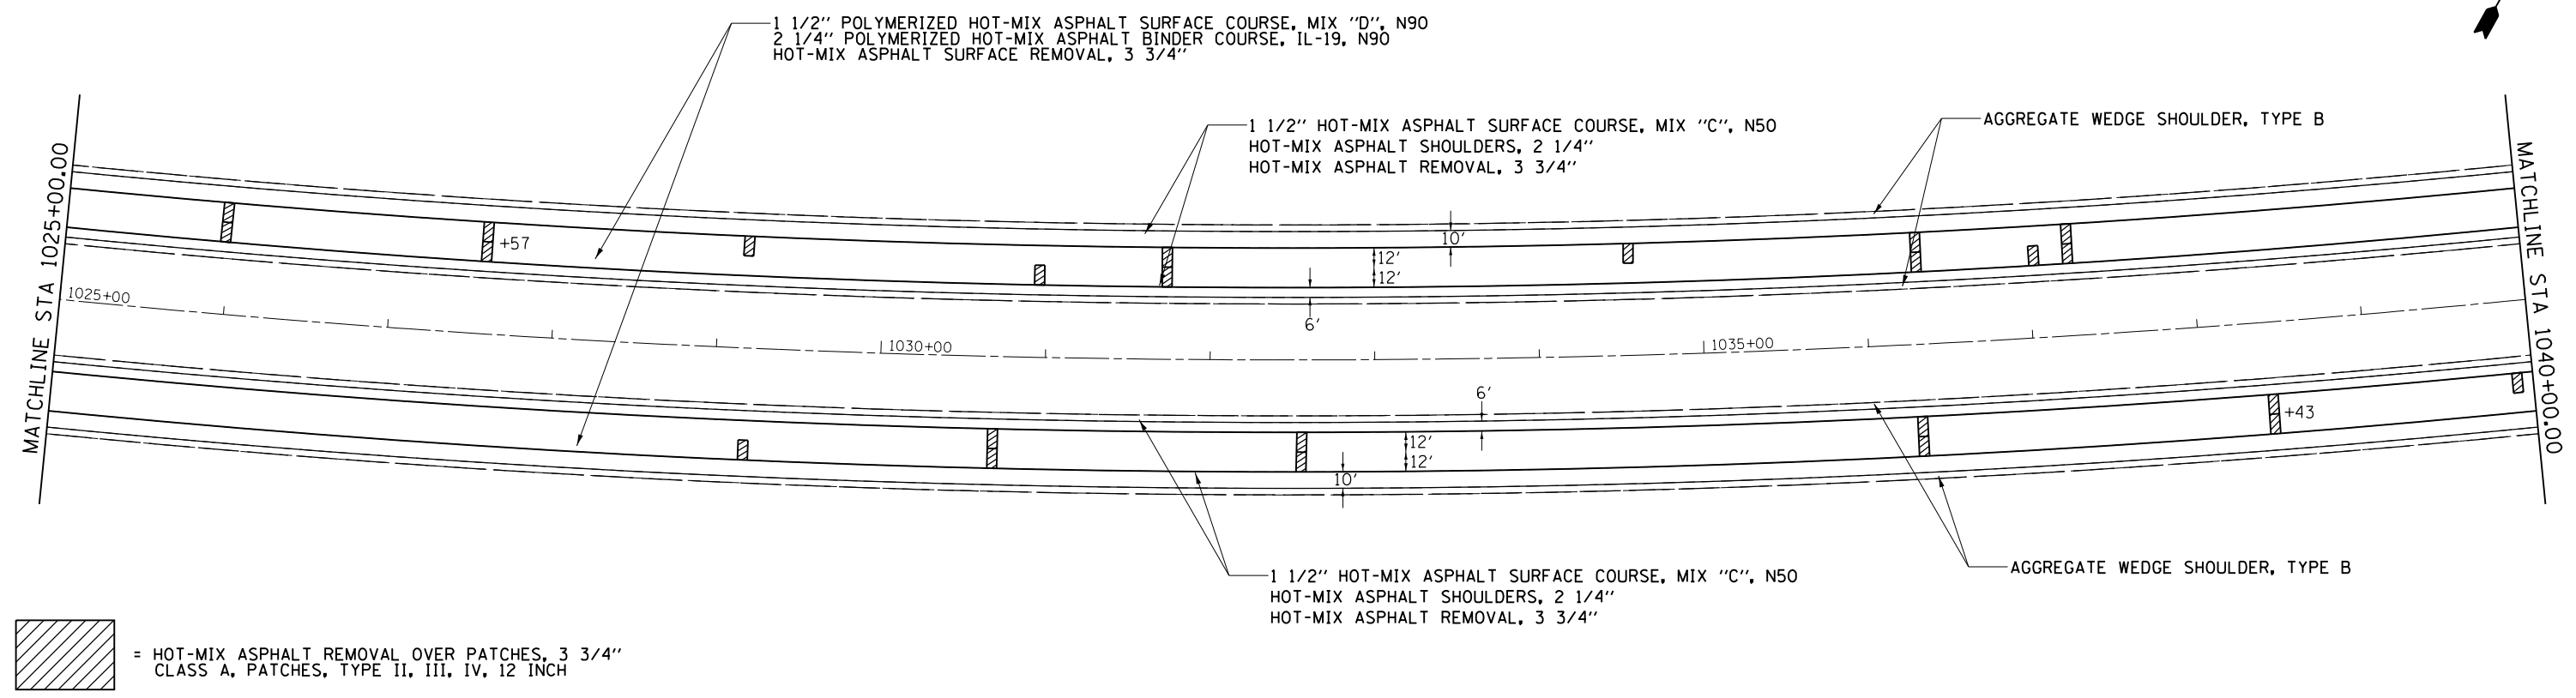 1 1/2" POLYMERIZED HOT-MIX ASPHALT SURFACE COURSE, MIX "D", N90
2 1/4" POLYMERIZED HOT-MIX ASPHALT BINDER COURSE, IL-19, N90
HOT-MIX ASPHALT SURFACE REMOVAL, 3 3/4"
1 1/2" HOT-MIX ASPHALT SURFACE COURSE, MIX "C", N50
HOT-MIX ASPHALT SHOULDERS, 2 1/4"
HOT-MIX ASPHALT REMOVAL, 3 3/4"
AGGREGATE WEDGE SHOULDER, TYPE B
MATCHLINE STA 1025+00.00
MATCHLINE STA 1040+00.00
+57
10'
12'
12'
6'
1025+00
1030+00
1035+00
6'
12'
12'
10'
+43
1 1/2" HOT-MIX ASPHALT SURFACE COURSE, MIX "C", N50
HOT-MIX ASPHALT SHOULDERS, 2 1/4"
HOT-MIX ASPHALT REMOVAL, 3 3/4"
AGGREGATE WEDGE SHOULDER, TYPE B
= HOT-MIX ASPHALT REMOVAL OVER PATCHES, 3 3/4"
CLASS A, PATCHES, TYPE II, III, IV, 12 INCH